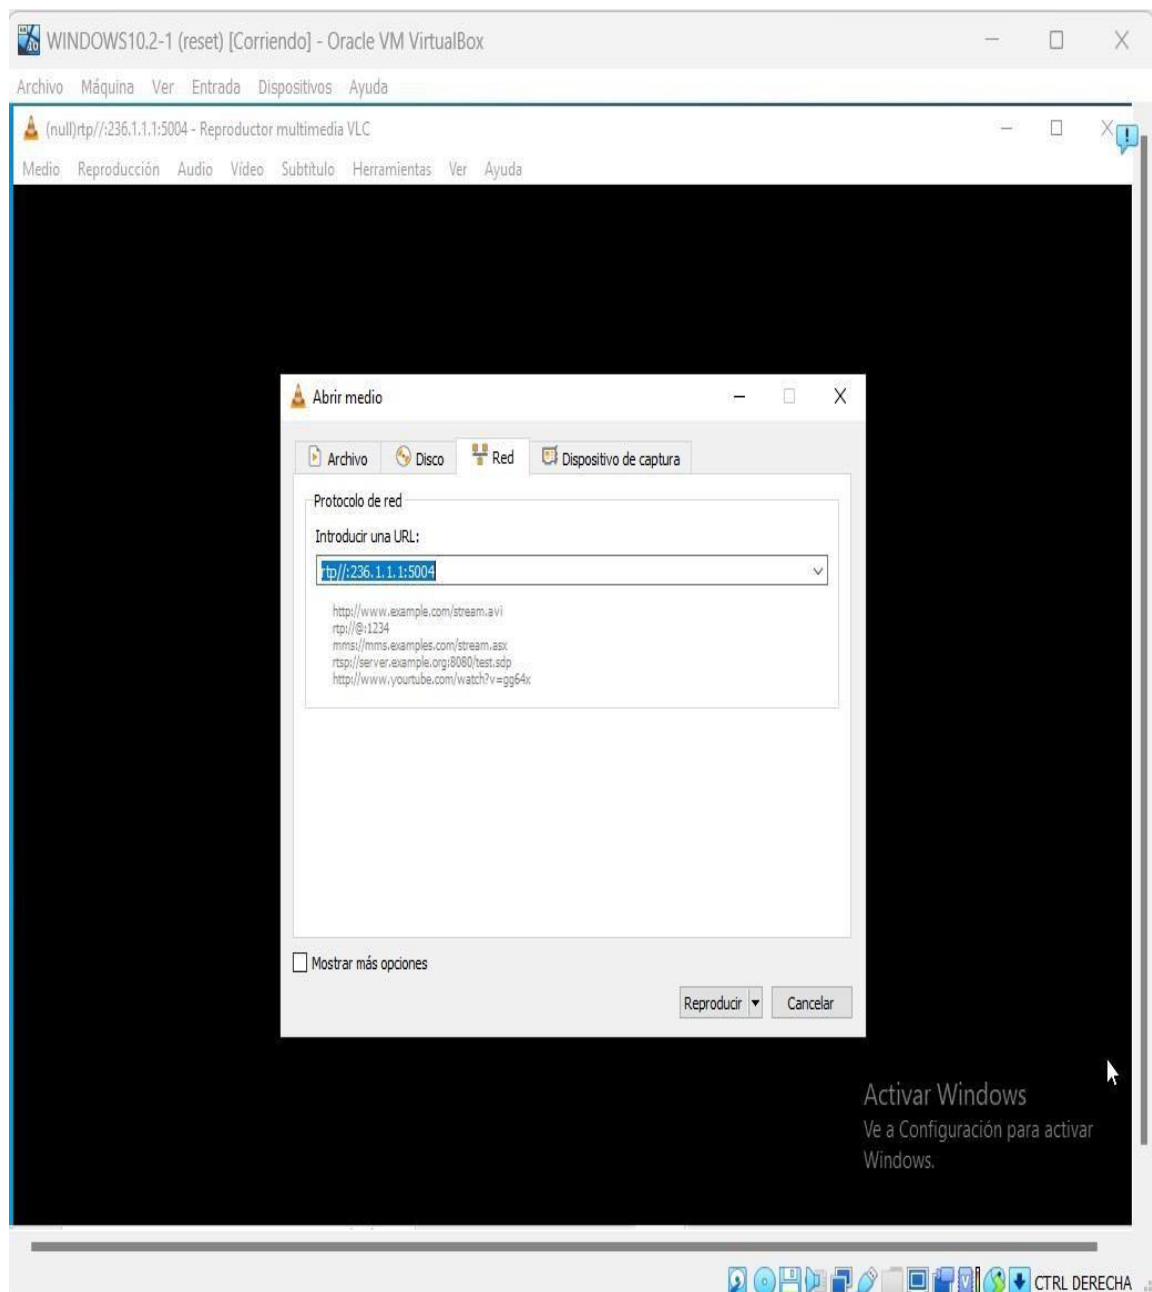 WINDOWS10.2-1 (reset) [Corriendo] - Oracle VM VirtualBox
Archivo Máquina Ver Entrada Dispositivos Ayuda
(null)rtp//:236.1.1.1:5004 - Reproductor multimedia VLC
Medio Reproducción Audio Vídeo Subtítulo Herramientas Ver Ayuda
Abrir medio
Archivo Disco Red Dispositivo de captura
Protocolo de red
Introducir una URL:
rtp//:236.1.1.1:5004
http://www.example.com/stream.avi
rtp://@:1234
mms://mms.examples.com/stream.asx
rtsp://server.example.org:8080/test.sdp
http://www.yourtube.com/watch?v=gg64x
Mostrar más opciones
Reproducir Cancelar
Activar Windows
Ve a Configuración para activar
Windows.
CTRL DERECHA